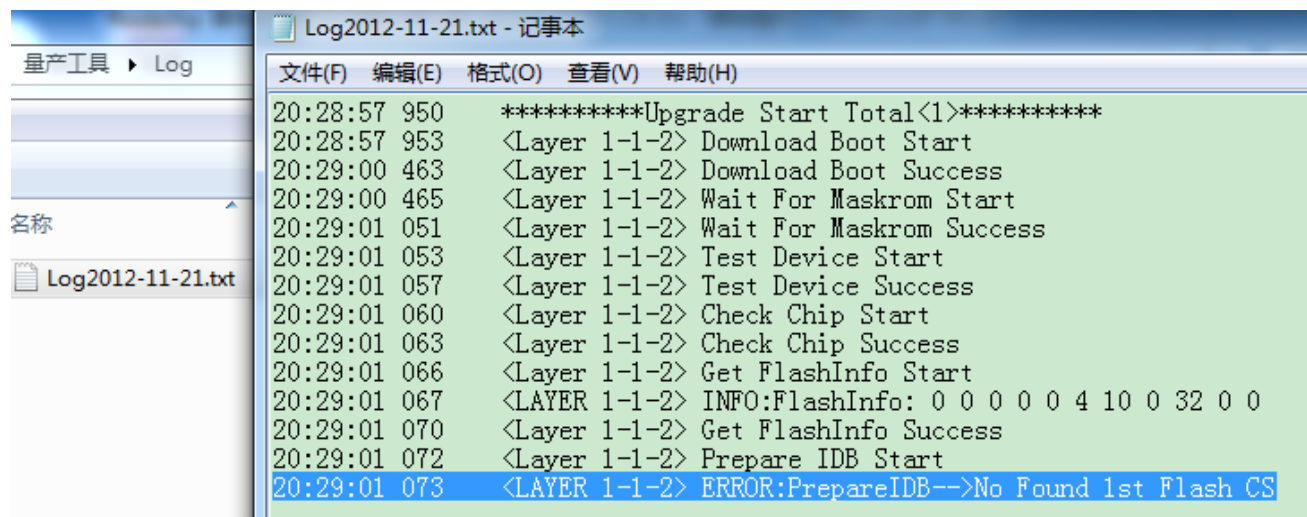 Log2012-11-21.txt - 记事本
量产工具 ▸ Log
文件(F) 编辑(E) 格式(O) 查看(V) 帮助(H)
名称
Log2012-11-21.txt
20:28:57 950 **********Upgrade Start Total<1>**********
20:28:57 953 <Layer 1-1-2> Download Boot Start
20:29:00 463 <Layer 1-1-2> Download Boot Success
20:29:00 465 <Layer 1-1-2> Wait For Maskrom Start
20:29:01 051 <Layer 1-1-2> Wait For Maskrom Success
20:29:01 053 <Layer 1-1-2> Test Device Start
20:29:01 057 <Layer 1-1-2> Test Device Success
20:29:01 060 <Layer 1-1-2> Check Chip Start
20:29:01 063 <Layer 1-1-2> Check Chip Success
20:29:01 066 <Layer 1-1-2> Get FlashInfo Start
20:29:01 067 <LAYER 1-1-2> INFO:FlashInfo: 0 0 0 0 0 4 10 0 32 0 0
20:29:01 070 <Layer 1-1-2> Get FlashInfo Success
20:29:01 072 <Layer 1-1-2> Prepare IDB Start
20:29:01 073 <LAYER 1-1-2> ERROR:PrepareIDB-->No Found 1st Flash CS